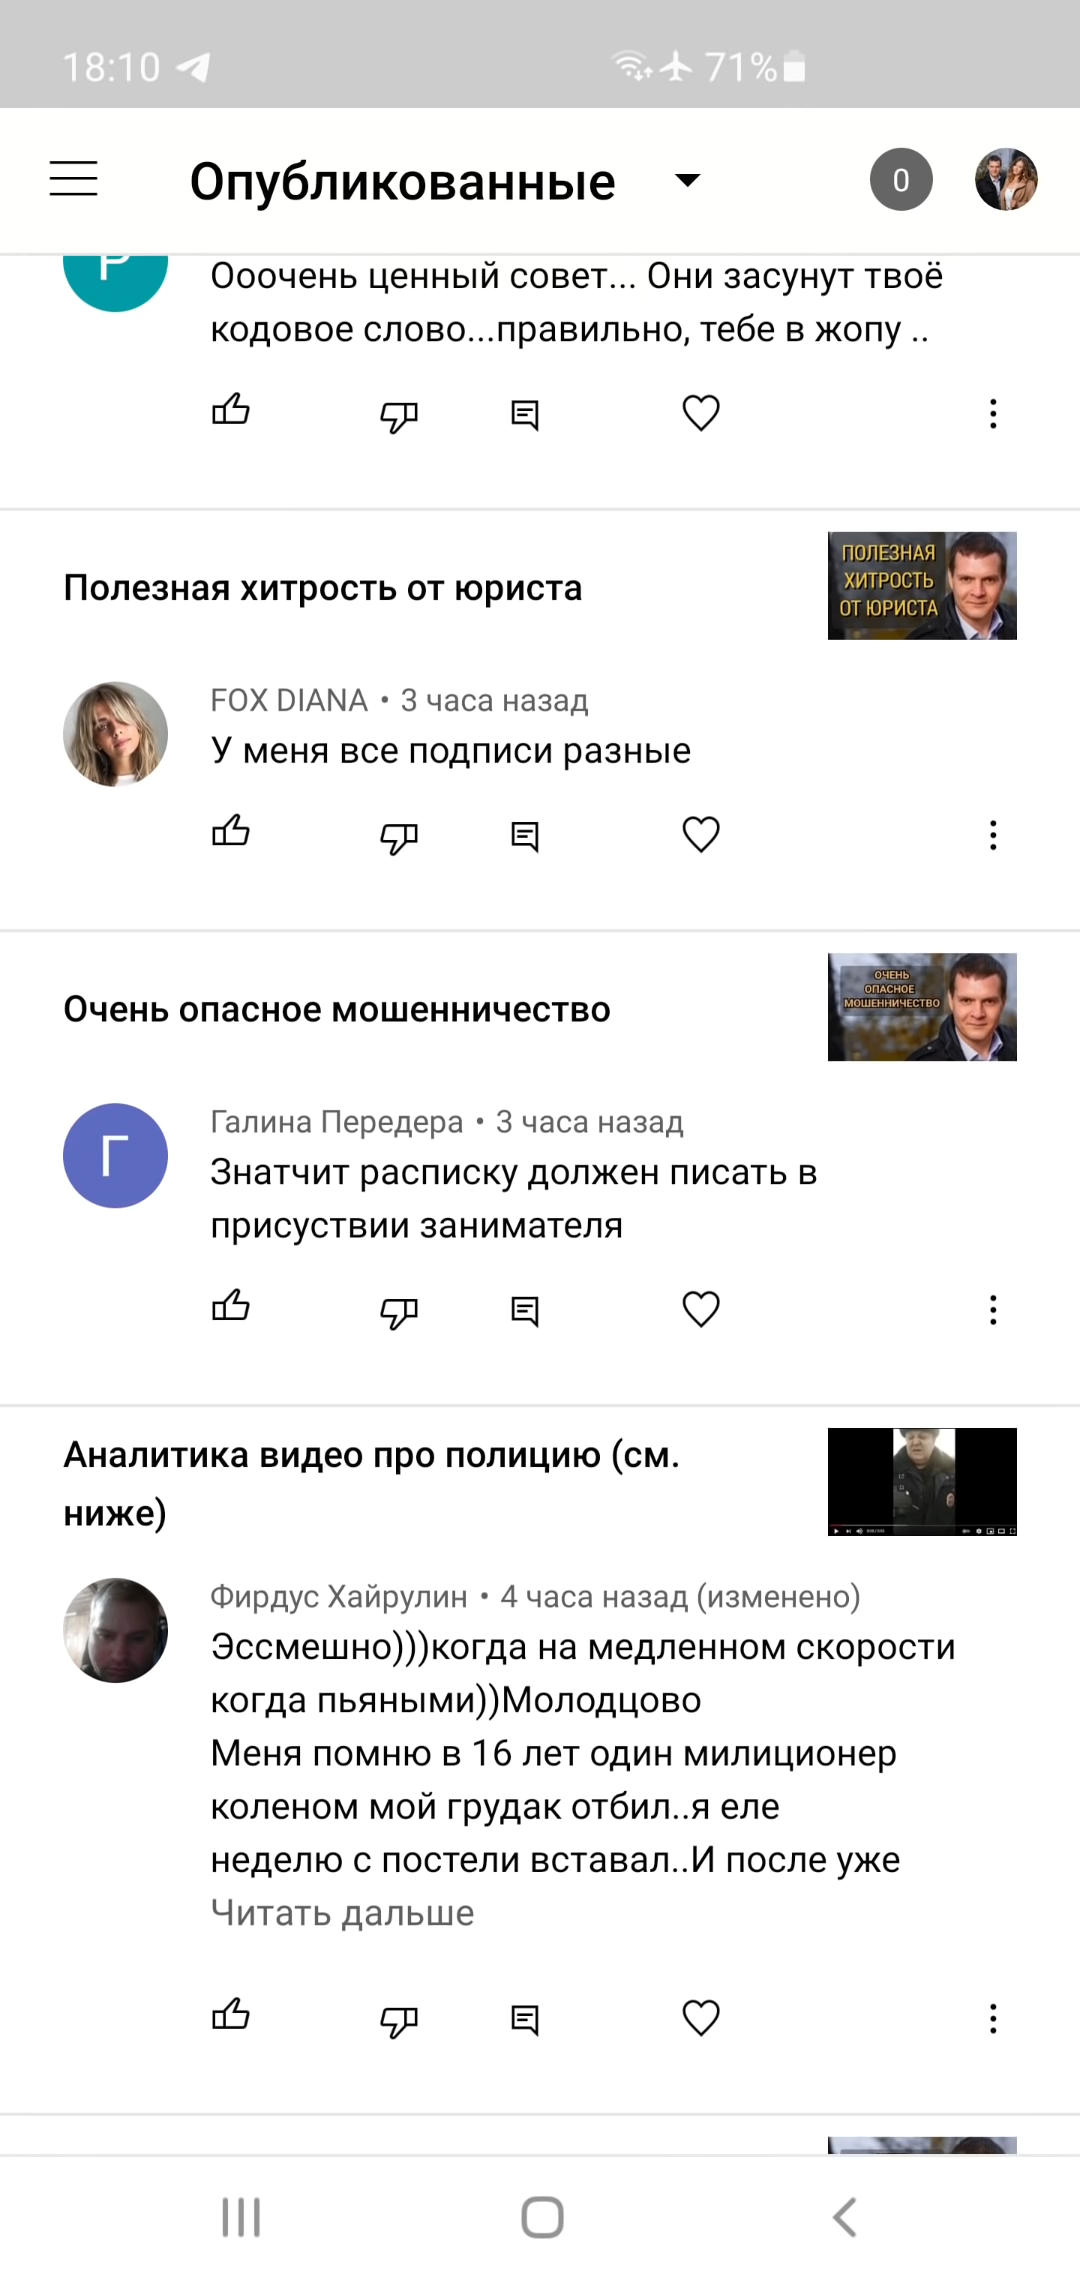 18:10
71%
Опубликованные
0
Р
Ооочень ценный совет... Они засунут твоё
кодовое слово...правильно, тебе в жопу ..
Полезная хитрость от юриста
ПОЛЕЗНАЯ
ХИТРОСТЬ
ОТ ЮРИСТА
FOX DIANA • 3 часа назад
У меня все подписи разные
Очень опасное мошенничество
ОЧЕНЬ
ОПАСНОЕ
МОШЕННИЧЕСТВО
Г
Галина Передера • 3 часа назад
Знатчит расписку должен писать в
присуствии заниматeля
Аналитика видео про полицию (см.
ниже)
Фирдус Хайрулин • 4 часа назад (изменено)
Эссмешно)))когда на медленном скорости
когда пьяными))Молодцово
Меня помню в 16 лет один милиционер
коленом мой грудак отбил..я еле
неделю с постели вставал..И после уже
Читать дальше